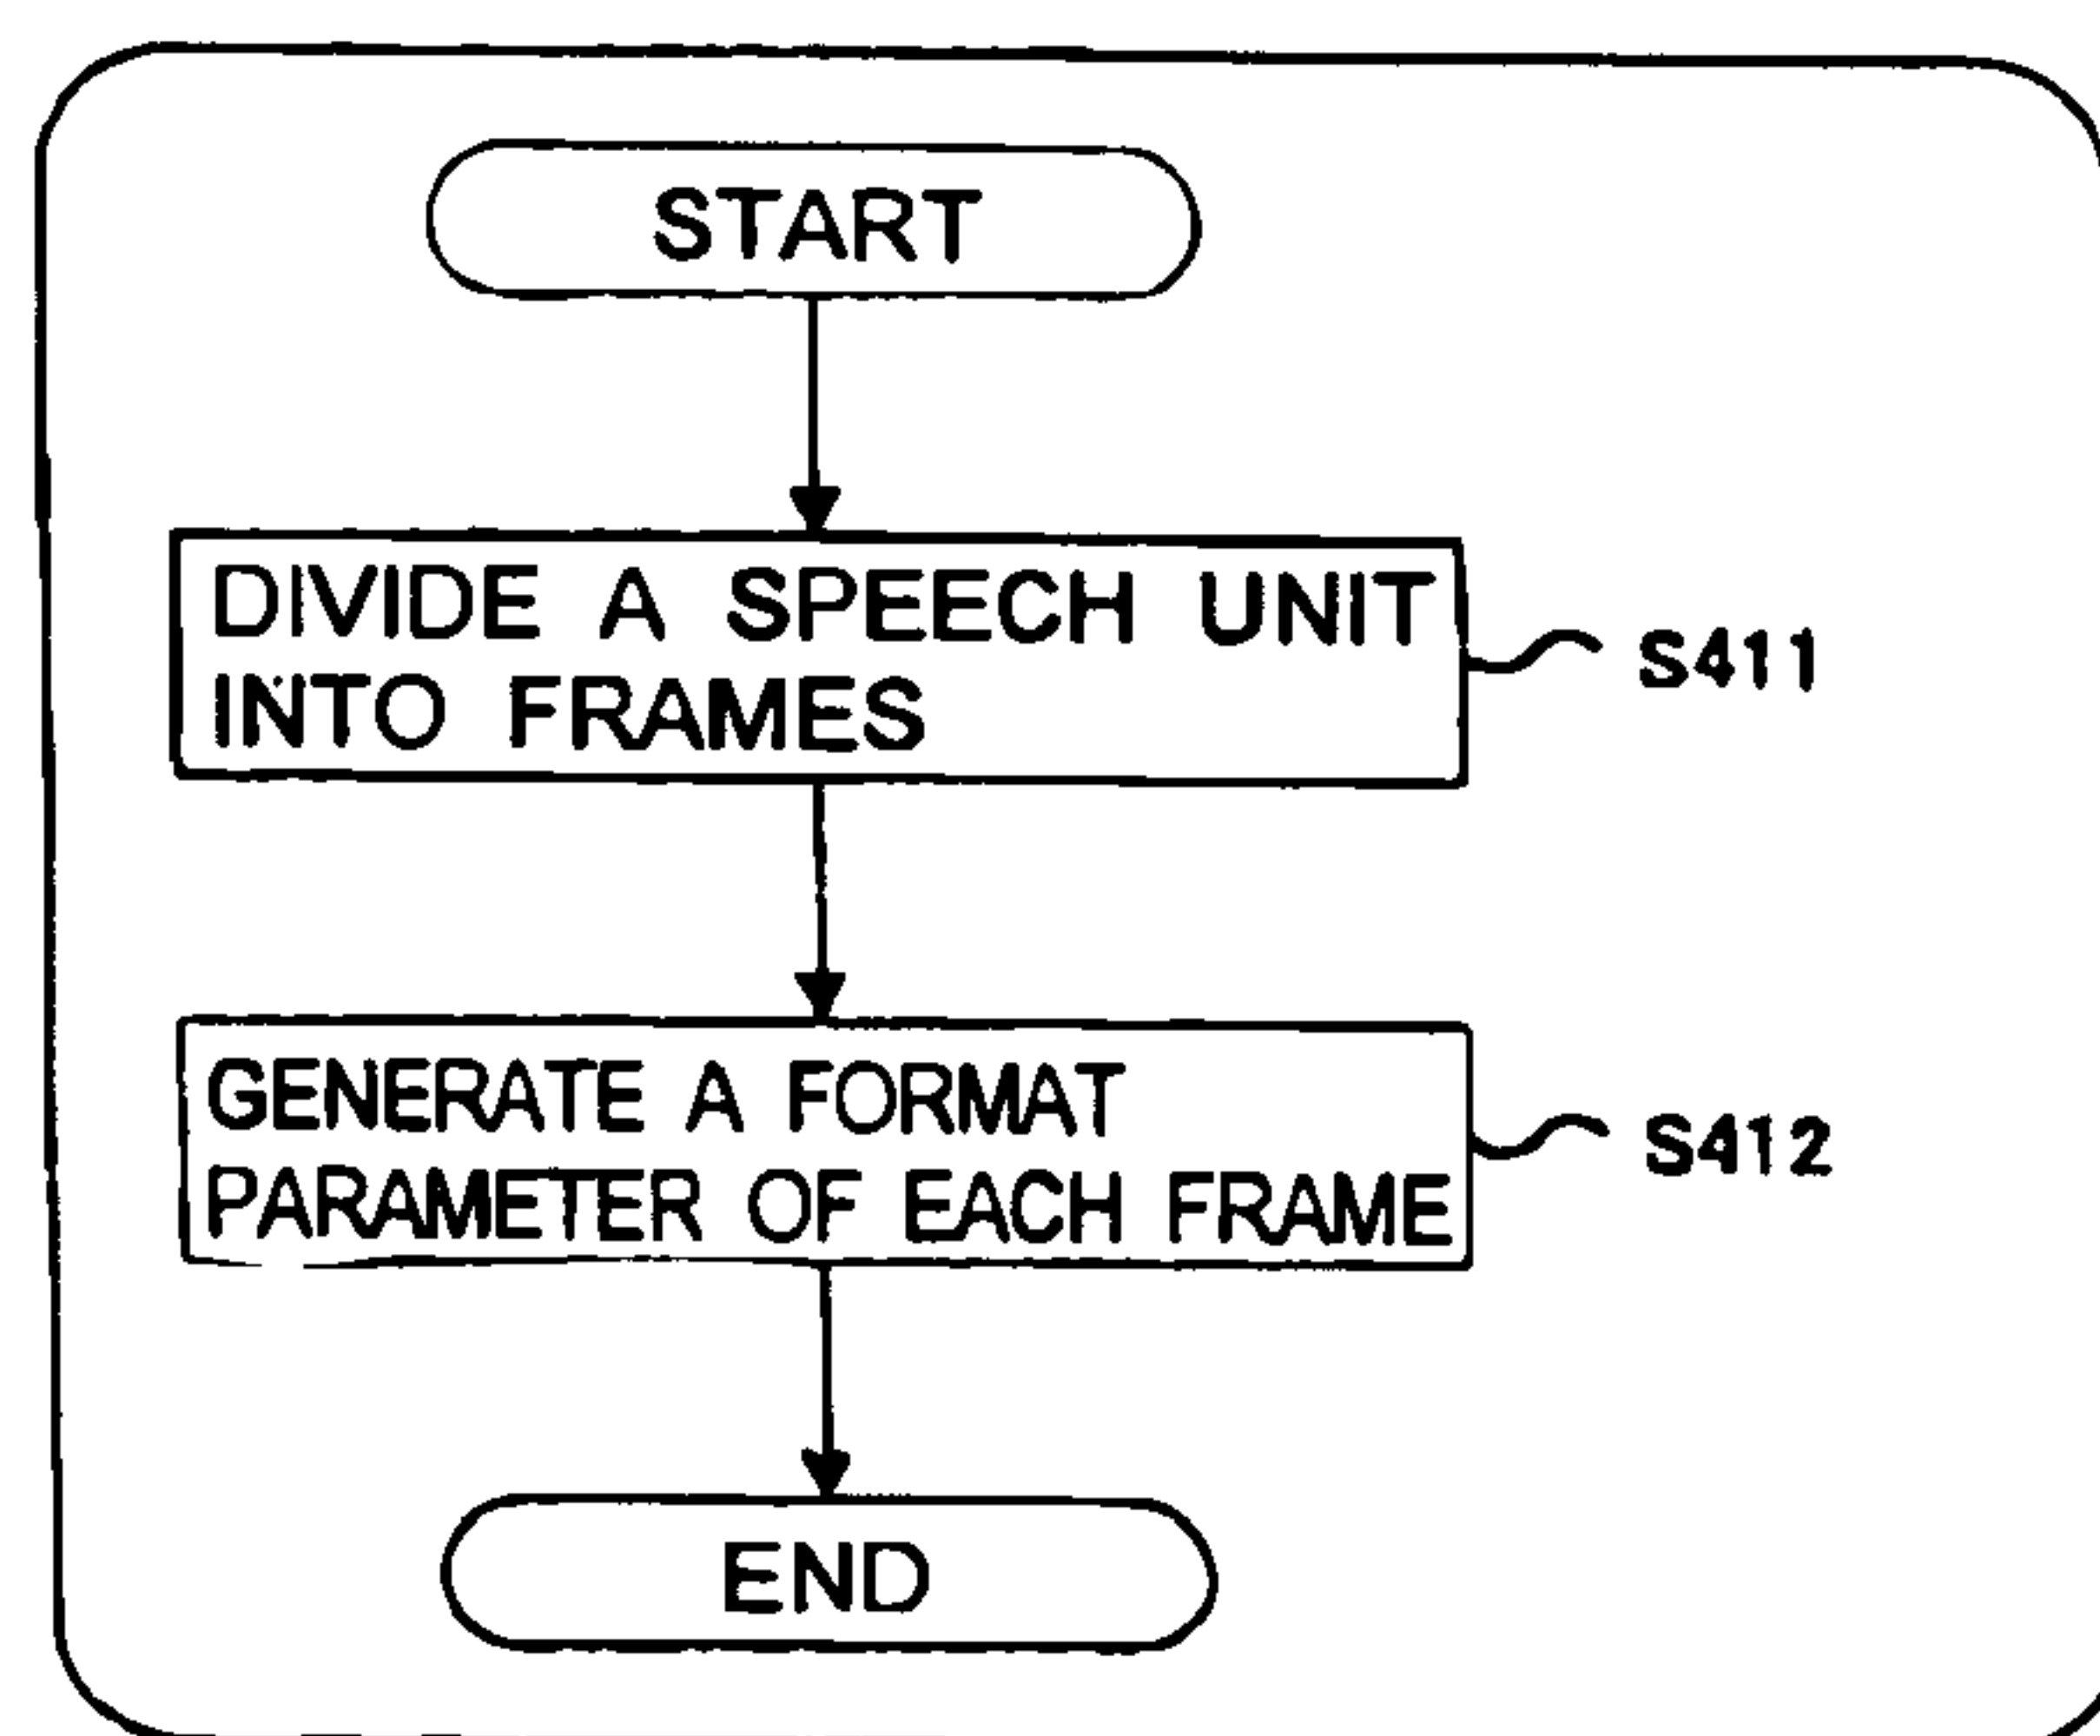 START
DIVIDE A SPEECH UNIT
INTO FRAMES
S411
GENERATE A FORMAT
PARAMETER OF EACH FRAME
S412
END